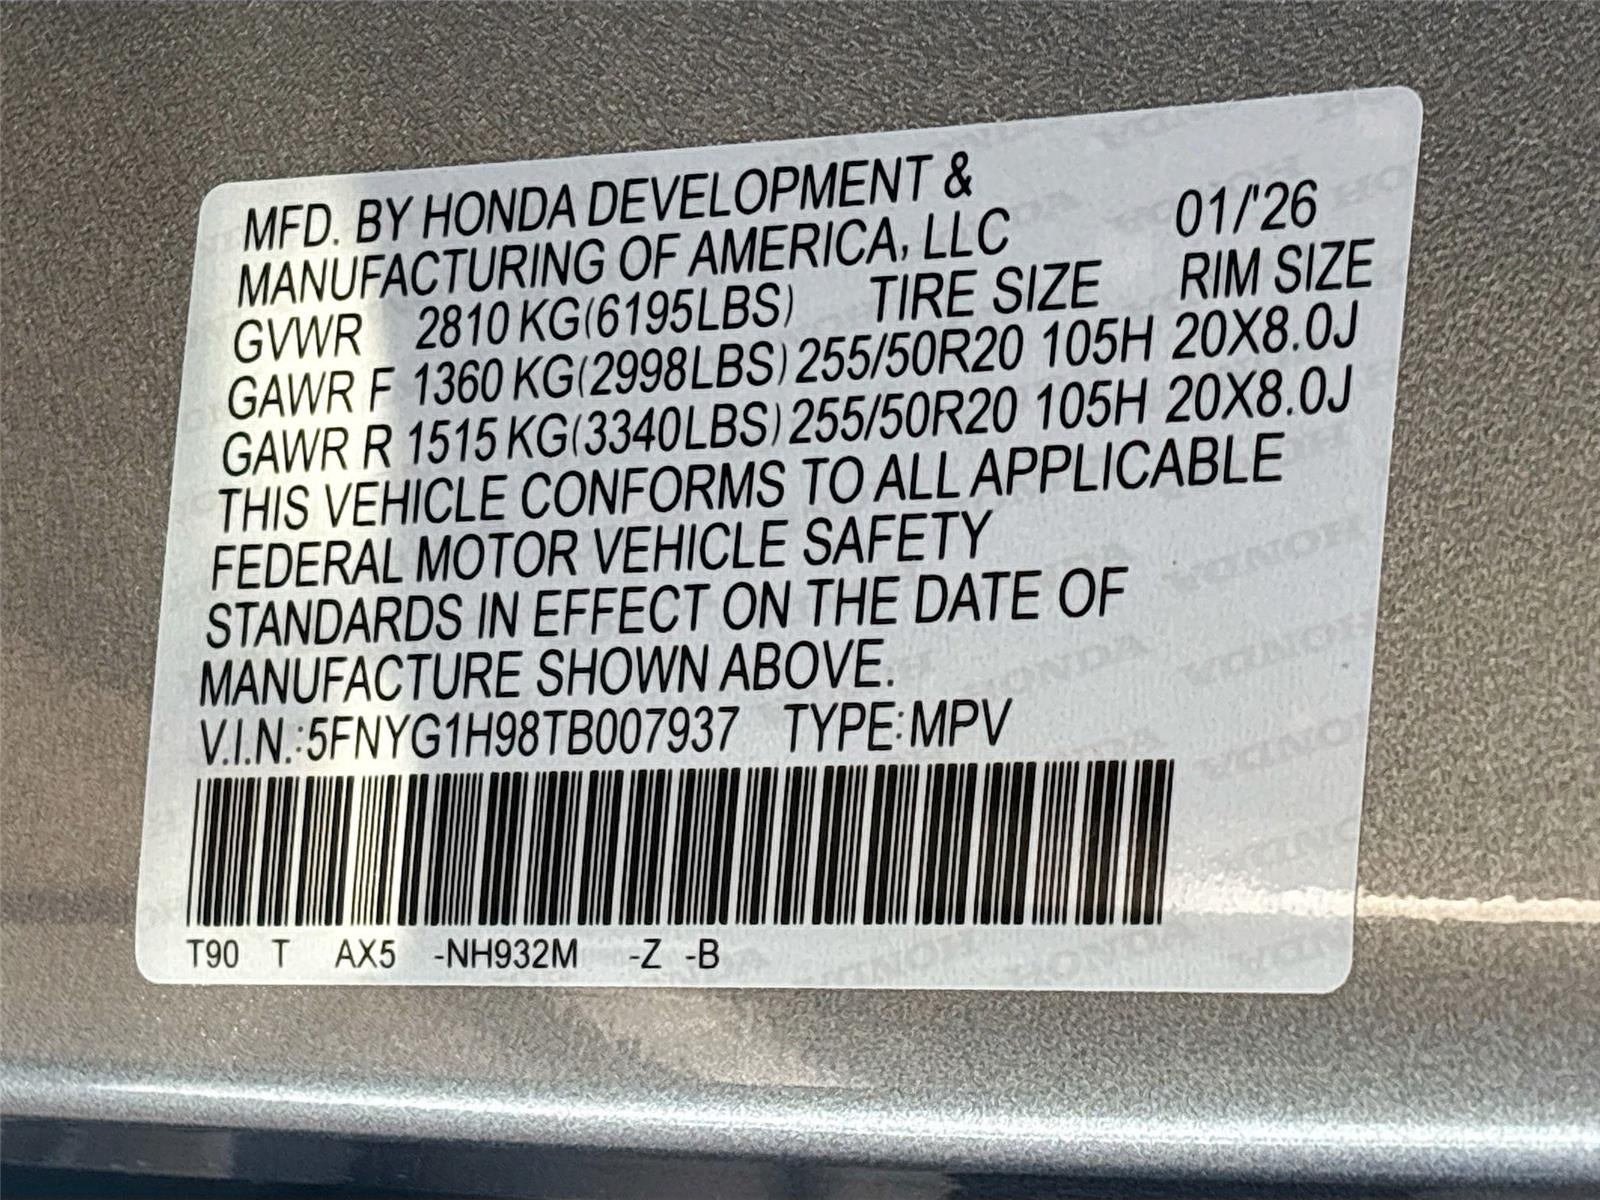 MFD. BY HONDA DEVELOPMENT &
MANUFACTURING OF AMERICA, LLC 01/'26
GVWR 2810 KG(6195LBS) TIRE SIZE RIM SIZE
GAWR F 1360 KG(2998LBS) 255/50R20 105H 20X8.0J
GAWR R 1515 KG(3340LBS) 255/50R20 105H 20X8.0J
THIS VEHICLE CONFORMS TO ALL APPLICABLE
FEDERAL MOTOR VEHICLE SAFETY
STANDARDS IN EFFECT ON THE DATE OF
MANUFACTURE SHOWN ABOVE.
V.I.N.:5FNYG1H98TB007937 TYPE:MPV
T90 T AX5 -NH932M -Z -B